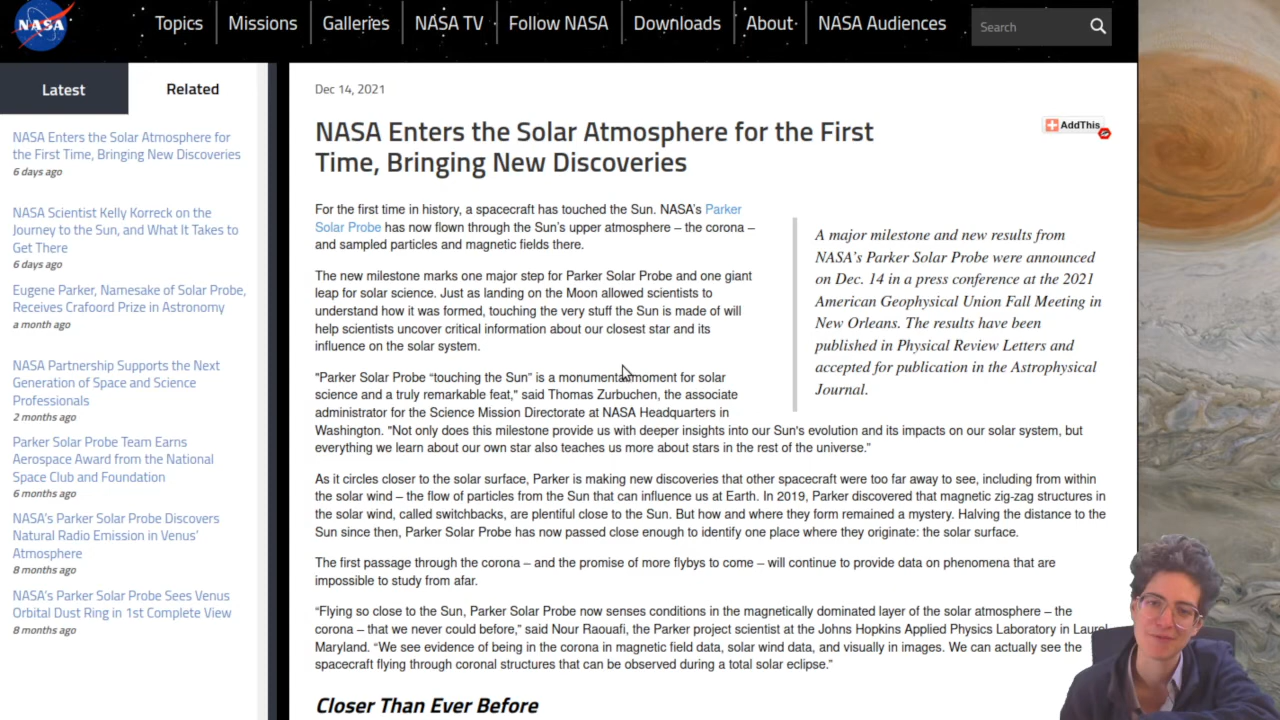 NASA
Topics
Missions
Galleries
NASA TV
Follow NASA
Downloads
About
NASA Audiences
Search
Latest
Related
NASA Enters the Solar Atmosphere for
the First Time, Bringing New Discoveries
6 days ago
NASA Scientist Kelly Korreck on the
Journey to the Sun, and What It Takes to
Get There
6 days ago
Eugene Parker, Namesake of Solar Probe,
Receives Crafoord Prize in Astronomy
a month ago
NASA Partnership Supports the Next
Generation of Space and Science
Professionals
2 months ago
Parker Solar Probe Team Earns
Aerospace Award from the National
Space Club and Foundation
6 months ago
NASA's Parker Solar Probe Discovers
Natural Radio Emission in Venus'
Atmosphere
8 months ago
NASA's Parker Solar Probe Sees Venus
Orbital Dust Ring in 1st Complete View
8 months ago
Dec 14, 2021
NASA Enters the Solar Atmosphere for the First
Time, Bringing New Discoveries
AddThis
For the first time in history, a spacecraft has touched the Sun. NASA's Parker
Solar Probe has now flown through the Sun's upper atmosphere – the corona –
and sampled particles and magnetic fields there.
The new milestone marks one major step for Parker Solar Probe and one giant
leap for solar science. Just as landing on the Moon allowed scientists to
understand how it was formed, touching the very stuff the Sun is made of will
help scientists uncover critical information about our closest star and its
influence on the solar system.
A major milestone and new results from
NASA's Parker Solar Probe were announced
on Dec. 14 in a press conference at the 2021
American Geophysical Union Fall Meeting in
New Orleans. The results have been
published in Physical Review Letters and
accepted for publication in the Astrophysical
Journal.
"Parker Solar Probe “touching the Sun” is a monumental moment for solar
science and a truly remarkable feat," said Thomas Zurbuchen, the associate
administrator for the Science Mission Directorate at NASA Headquarters in
Washington. "Not only does this milestone provide us with deeper insights into our Sun's evolution and its impacts on our solar system, but
everything we learn about our own star also teaches us more about stars in the rest of the universe.”
As it circles closer to the solar surface, Parker is making new discoveries that other spacecraft were too far away to see, including from within
the solar wind – the flow of particles from the Sun that can influence us at Earth. In 2019, Parker discovered that magnetic zig-zag structures in
the solar wind, called switchbacks, are plentiful close to the Sun. But how and where they form remained a mystery. Halving the distance to the
Sun since then, Parker Solar Probe has now passed close enough to identify one place where they originate: the solar surface.
The first passage through the corona – and the promise of more flybys to come – will continue to provide data on phenomena that are
impossible to study from afar.
“Flying so close to the Sun, Parker Solar Probe now senses conditions in the magnetically dominated layer of the solar atmosphere – the
corona – that we never could before,” said Nour Raouafi, the Parker project scientist at the Johns Hopkins Applied Physics Laboratory in Laurel
Maryland. “We see evidence of being in the corona in magnetic field data, solar wind data, and visually in images. We can actually see the
spacecraft flying through coronal structures that can be observed during a total solar eclipse.”
Closer Than Ever Before